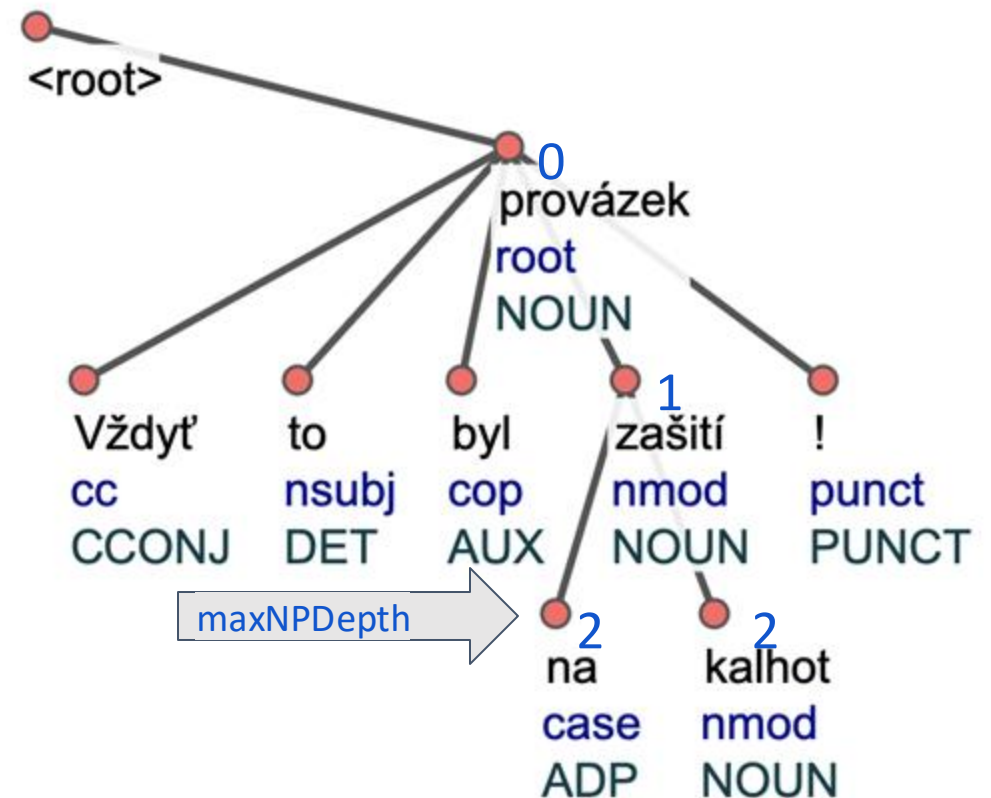 <root>
0
provázek
root
NOUN
1
Vždyť to byl zašití !
cc nsubj cop nmod punct
CCONJ DET AUX NOUN PUNCT
maxNPDepth
2 2
na kalhot
case nmod
ADP NOUN